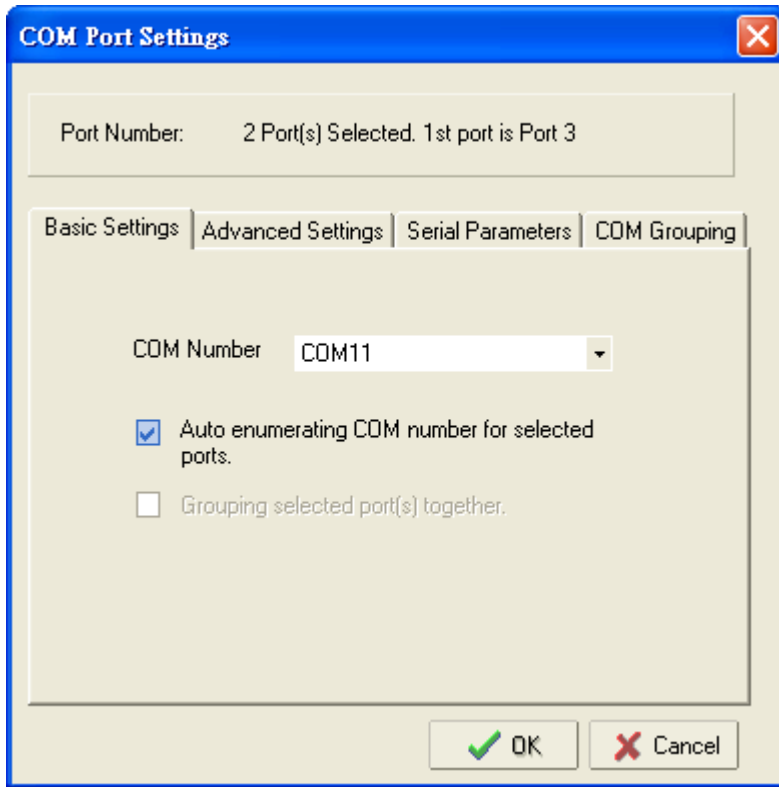 COM Port Settings
Port Number: 2 Port(s) Selected. 1st port is Port 3
Basic Settings Advanced Settings Serial Parameters COM Grouping
COM Number COM11
Auto enumerating COM number for selected
ports.
Grouping selected port(s) together.
OK Cancel